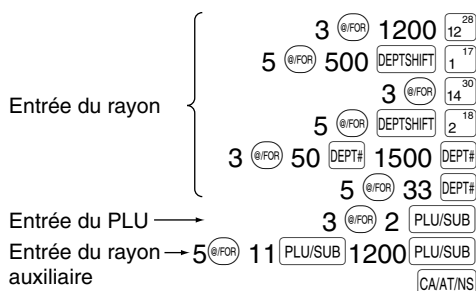 3 @/FOR 1200 12 28
5 @/FOR 500 DEPTSHIFT 1 17
3 @/FOR 14 30
Entrée du rayon
5 @/FOR DEPTSHIFT 2 18
3 @/FOR 50 DEPT# 1500 DEPT#
5 @/FOR 33 DEPT#
Entrée du PLU 3 @/FOR 2 PLU/SUB
Entrée du rayon 5 @/FOR 11 PLU/SUB 1200 PLU/SUB
auxiliaire
CA/AT/NS